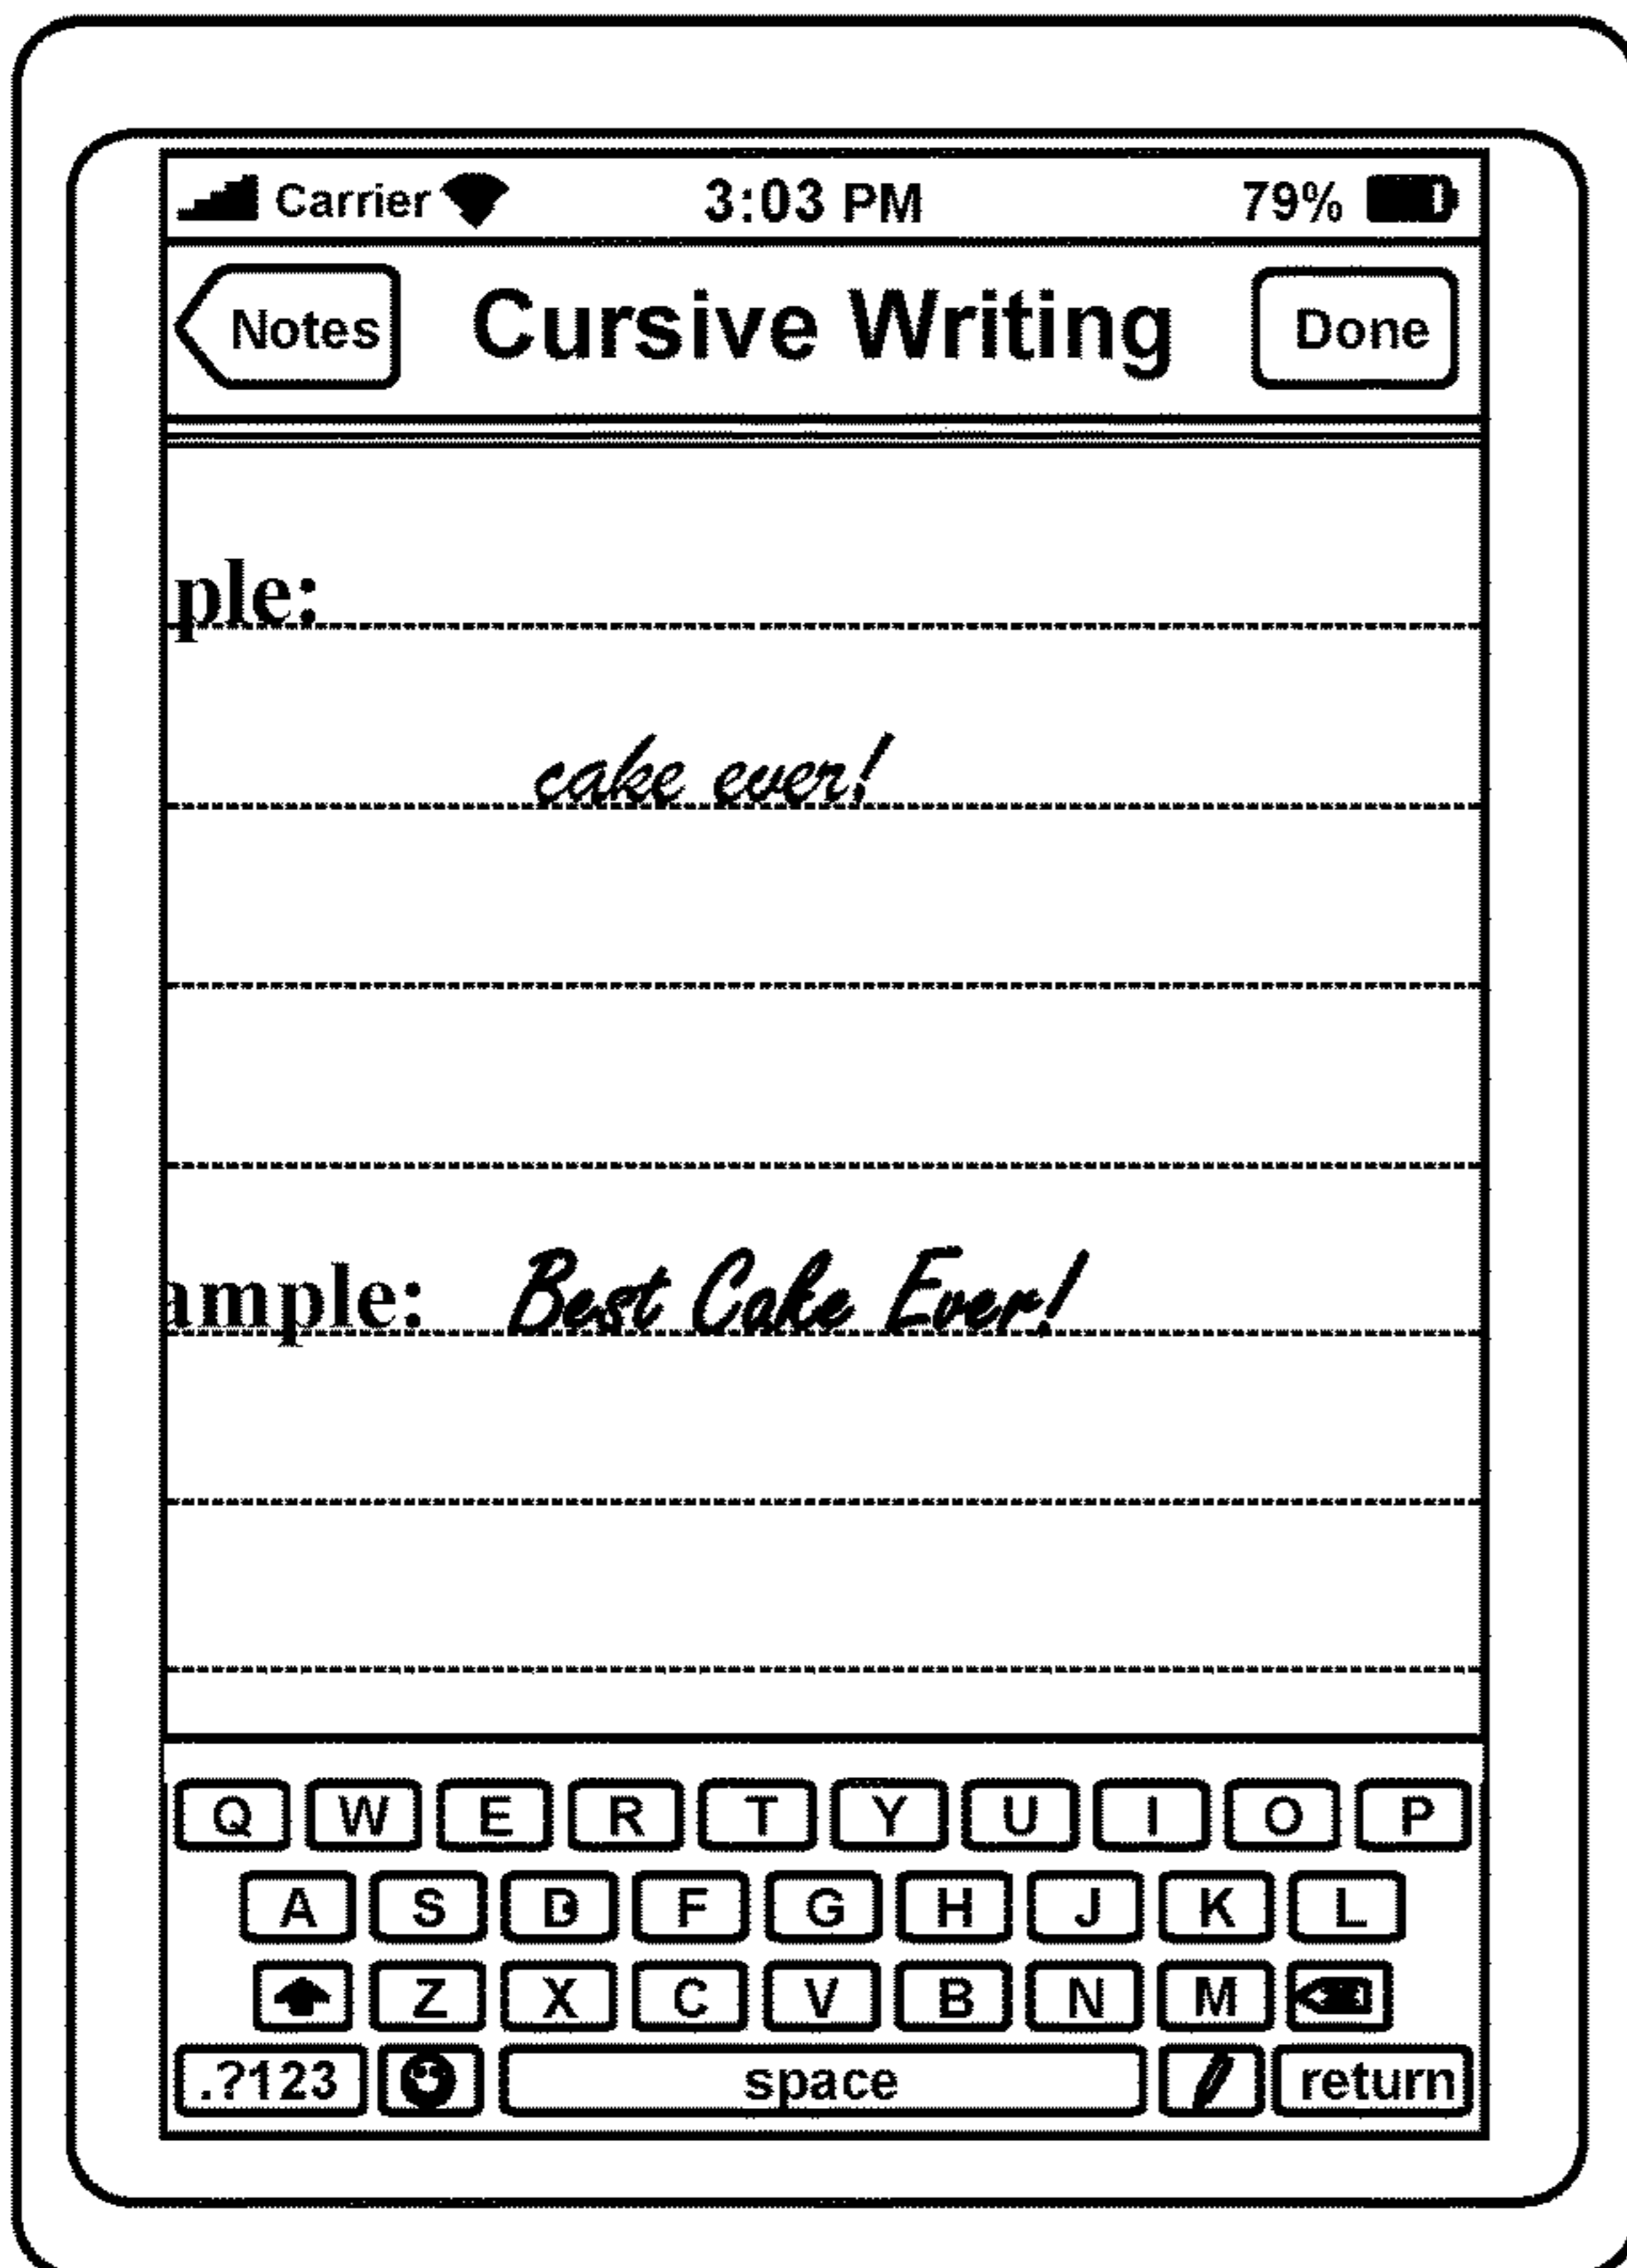 Carrier 3:03 PM 79%
Notes Cursive Writing Done
ple:
cake ever!
ample: Best Cake Ever!
Q W E R T Y U I O P
A S D F G H J K L
Z X C V B N M
.?123 space return